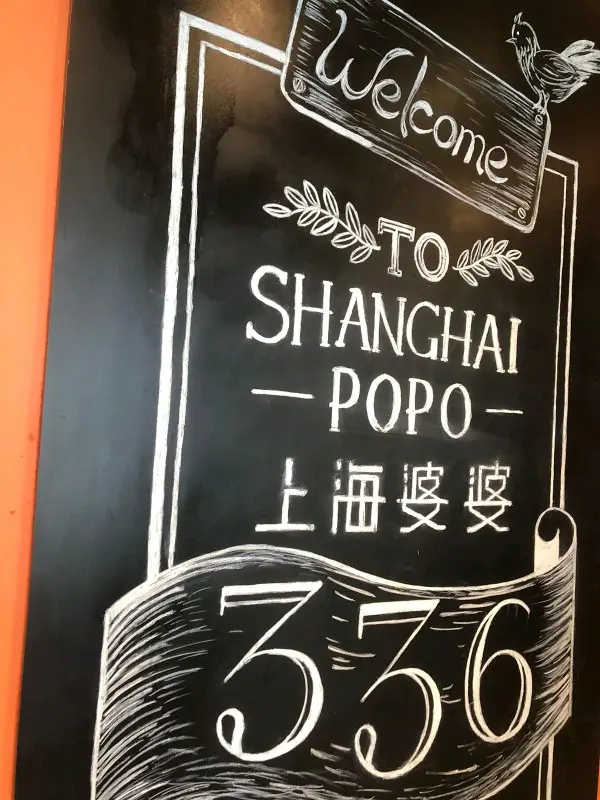 Welcome
TO
SHANGHAI
— POPO —
上海婆婆
336